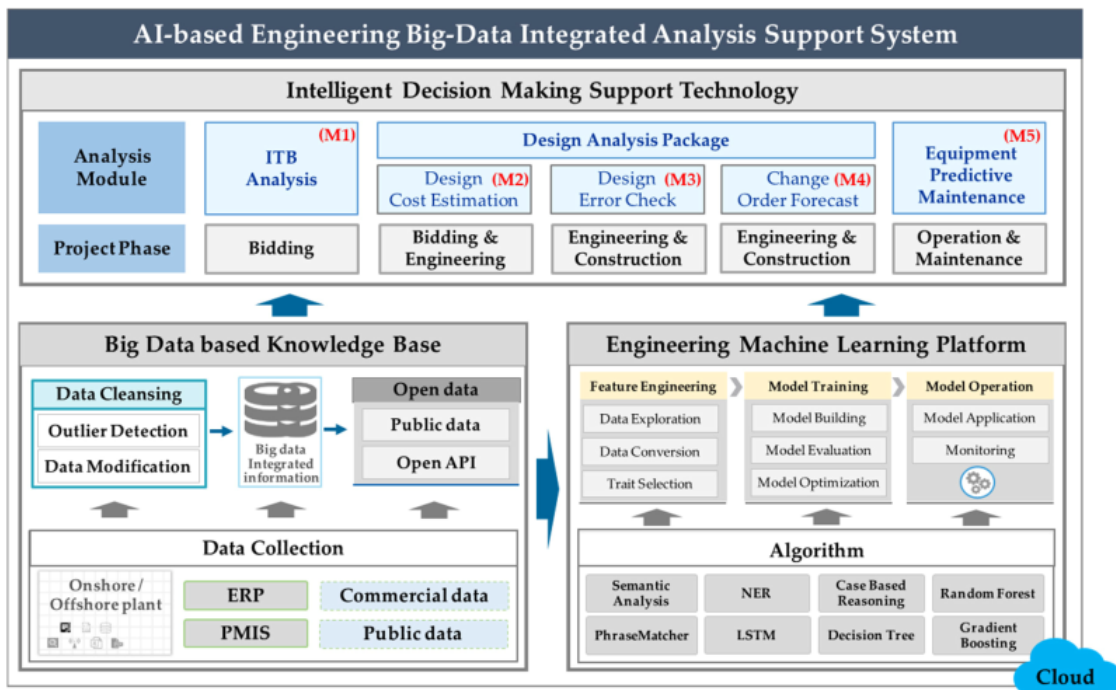 AI-based Engineering Big-Data Integrated Analysis Support System
Intelligent Decision Making Support Technology
Analysis
Module
(M1)
ITB
Analysis
Design Analysis Package
Design (M2)
Cost Estimation
Design (M3)
Error Check
Change (M4)
Order Forecast
(M5)
Equipment
Predictive
Maintenance
Project Phase
Bidding
Bidding &
Engineering
Engineering &
Construction
Engineering &
Construction
Operation &
Maintenance
Big Data based Knowledge Base
Data Cleansing
Outlier Detection
Data Modification
Big data
Integrated
information
Open data
Public data
Open API
Data Collection
Onshore /
Offshore plant
ERP
PMIS
Commercial data
Public data
Engineering Machine Learning Platform
Feature Engineering
Data Exploration
Data Conversion
Trait Selection
Model Training
Model Building
Model Evaluation
Model Optimization
Model Operation
Model Application
Monitoring
Algorithm
Semantic
Analysis
NER
Case Based
Reasoning
Random Forest
PhraseMatcher
LSTM
Decision Tree
Gradient
Boosting
Cloud